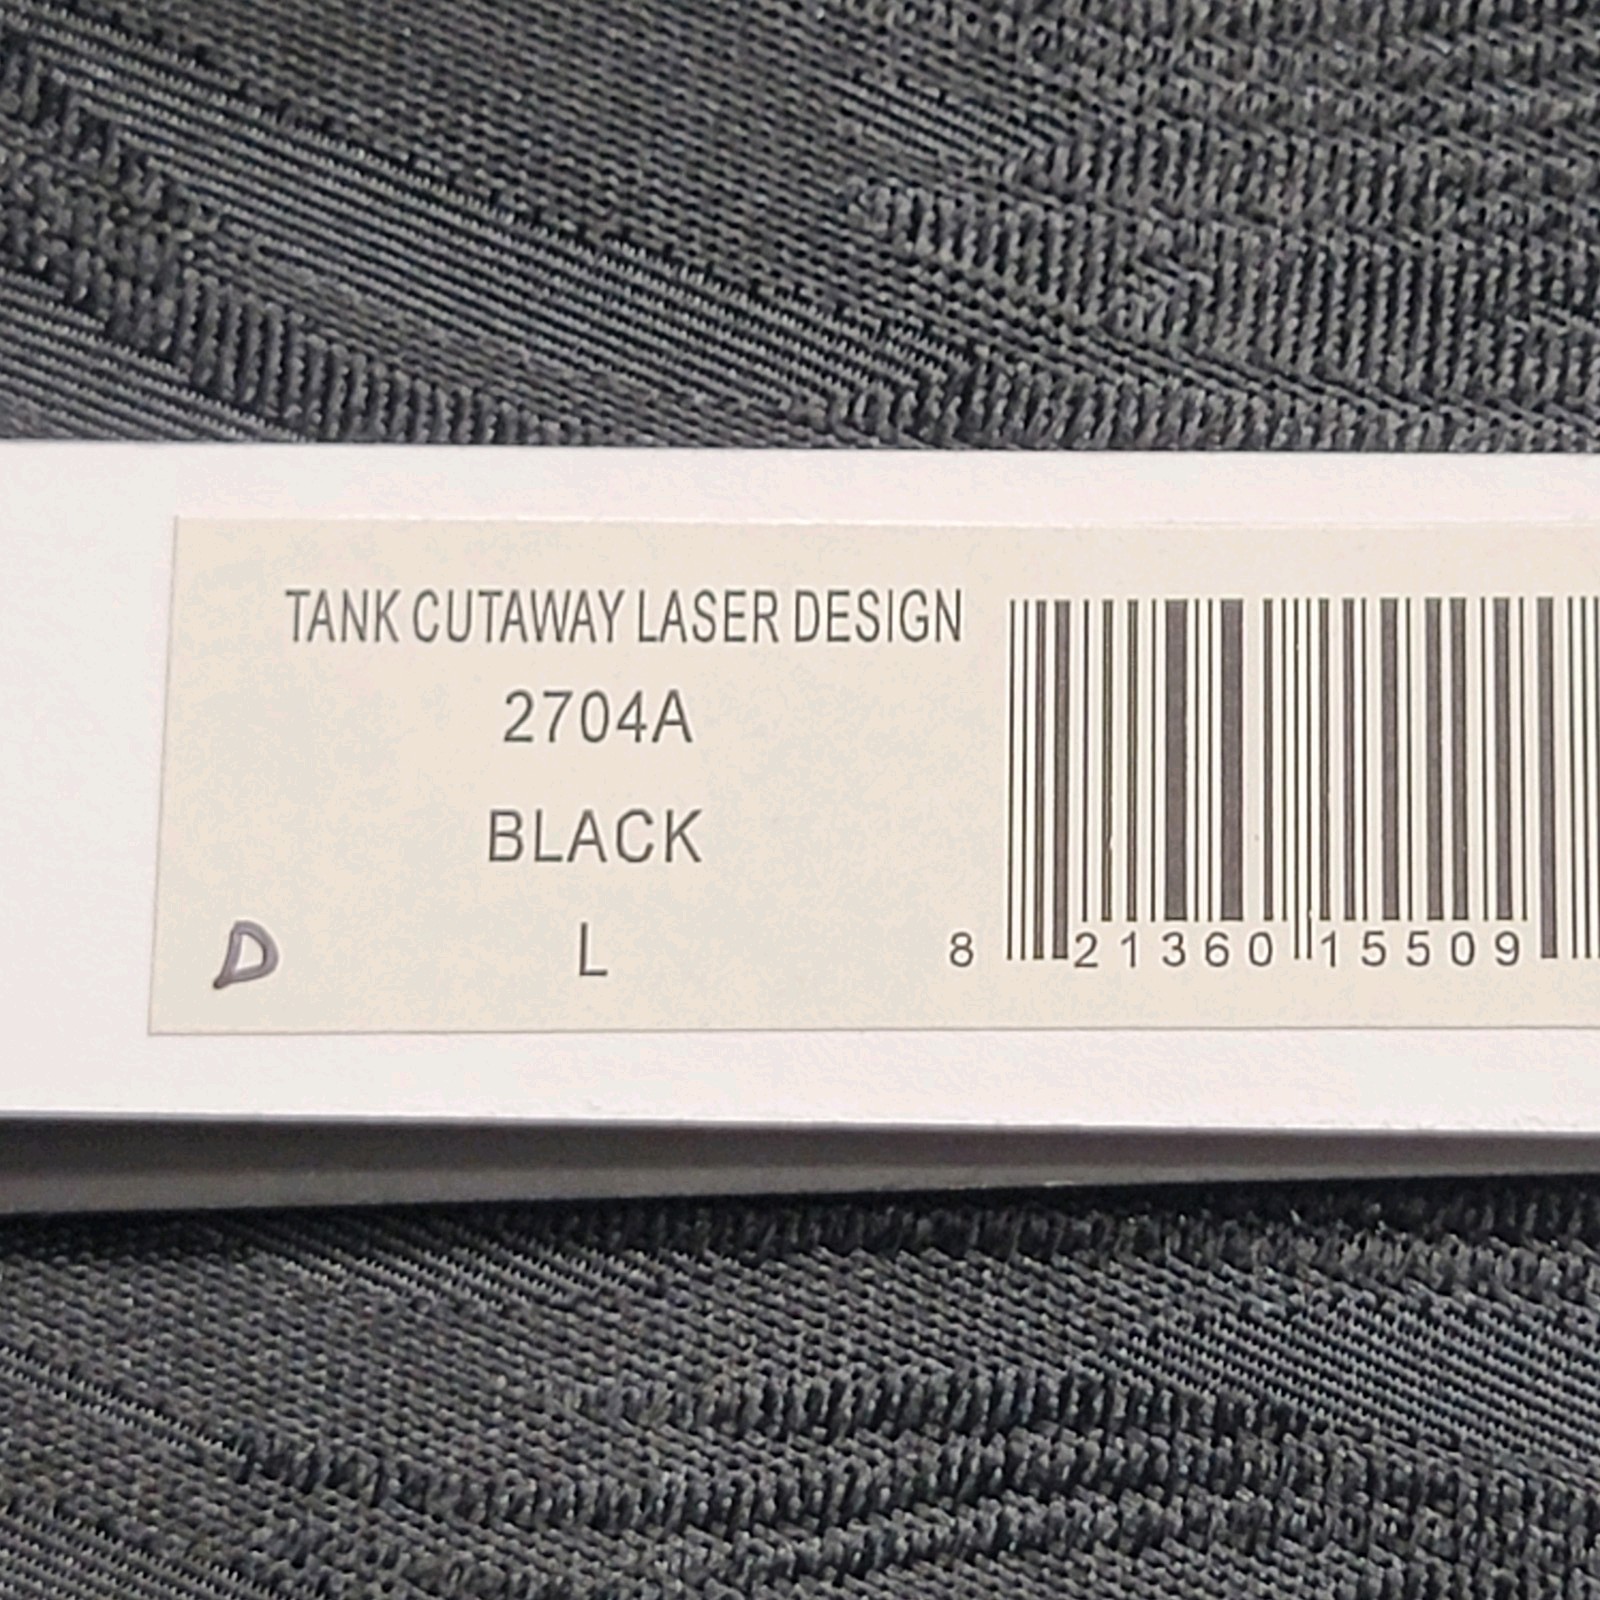 TANK CUTAWAY LASER DESIGN
2704A
BLACK
D
L
8 21360 15509